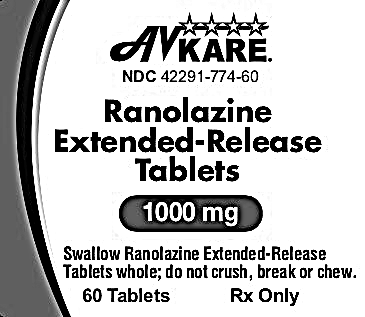 AVKARE.
NDC 42291-774-60
Ranolazine
Extended-Release
Tablets
1000 mg
Swallow Ranolazine Extended-Release
Tablets whole; do not crush, break or chew.
60 Tablets Rx Only